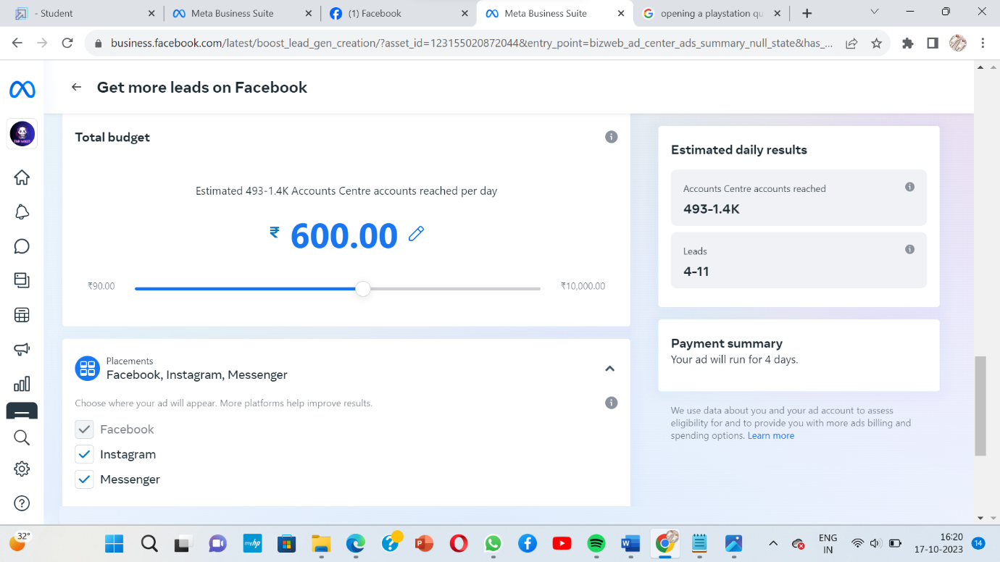 - Student
Meta Business Suite
(1) Facebook
Meta Business Suite
opening a playstation qu
business.facebook.com/latest/boost_lead_gen_creation/?asset_id=123155020872044&entry_point=bizweb_ad_center_ads_summary_null_state&has_...
Get more leads on Facebook
Total budget
Estimated 493-1.4K Accounts Centre accounts reached per day
₹ 600.00
₹90.00
₹10,000.00
Placements
Facebook, Instagram, Messenger
Choose where your ad will appear. More platforms help improve results.
Facebook
Instagram
Messenger
Estimated daily results
Accounts Centre accounts reached
493-1.4K
Leads
4-11
Payment summary
Your ad will run for 4 days.
We use data about you and your ad account to assess
eligibility for and to provide you with more ads billing and
spending options. Learn more
32°
myhp
ENG
IN
16:20
17-10-2023
14